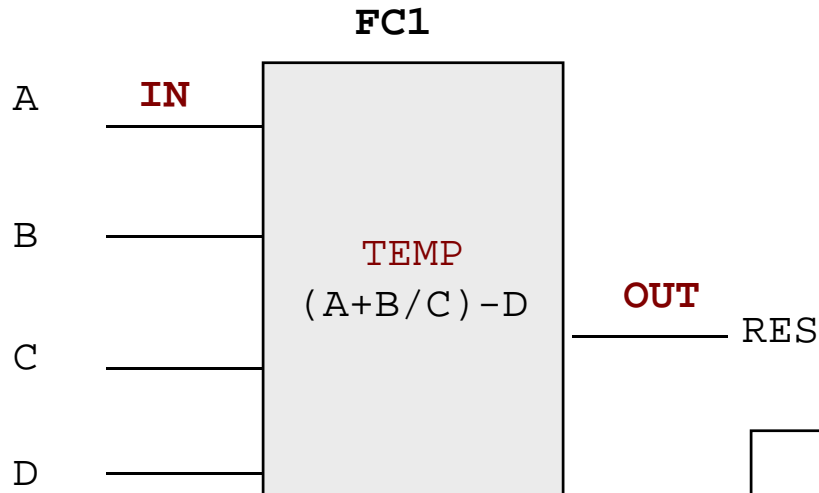 FC1
A
IN
B
TEMP
(A+B/C)-D
OUT
RES
C
D